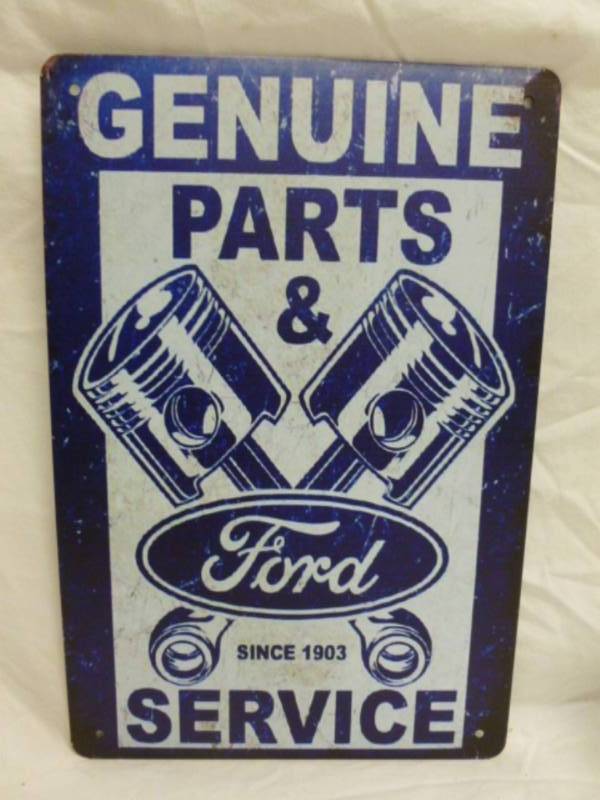 GENUINE
PARTS
&
Ford
SINCE 1903
SERVICE